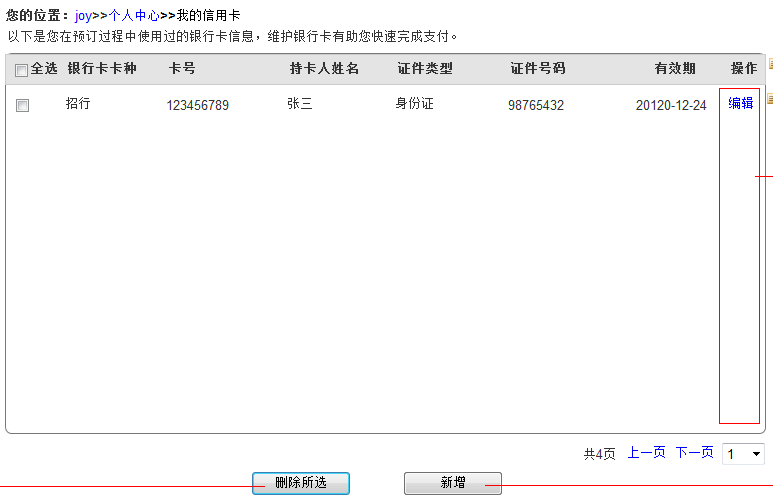 您的位置：joy>>个人中心>>我的信用卡
以下是您在预订过程中使用过的银行卡信息，维护银行卡有助您快速完成支付。
全选 银行卡卡种 卡号 持卡人姓名 证件类型 证件号码 有效期 操作
招行 123456789 张三 身份证 98765432 20120-12-24 编辑
共4页 上一页 下一页 1
删除所选 新增